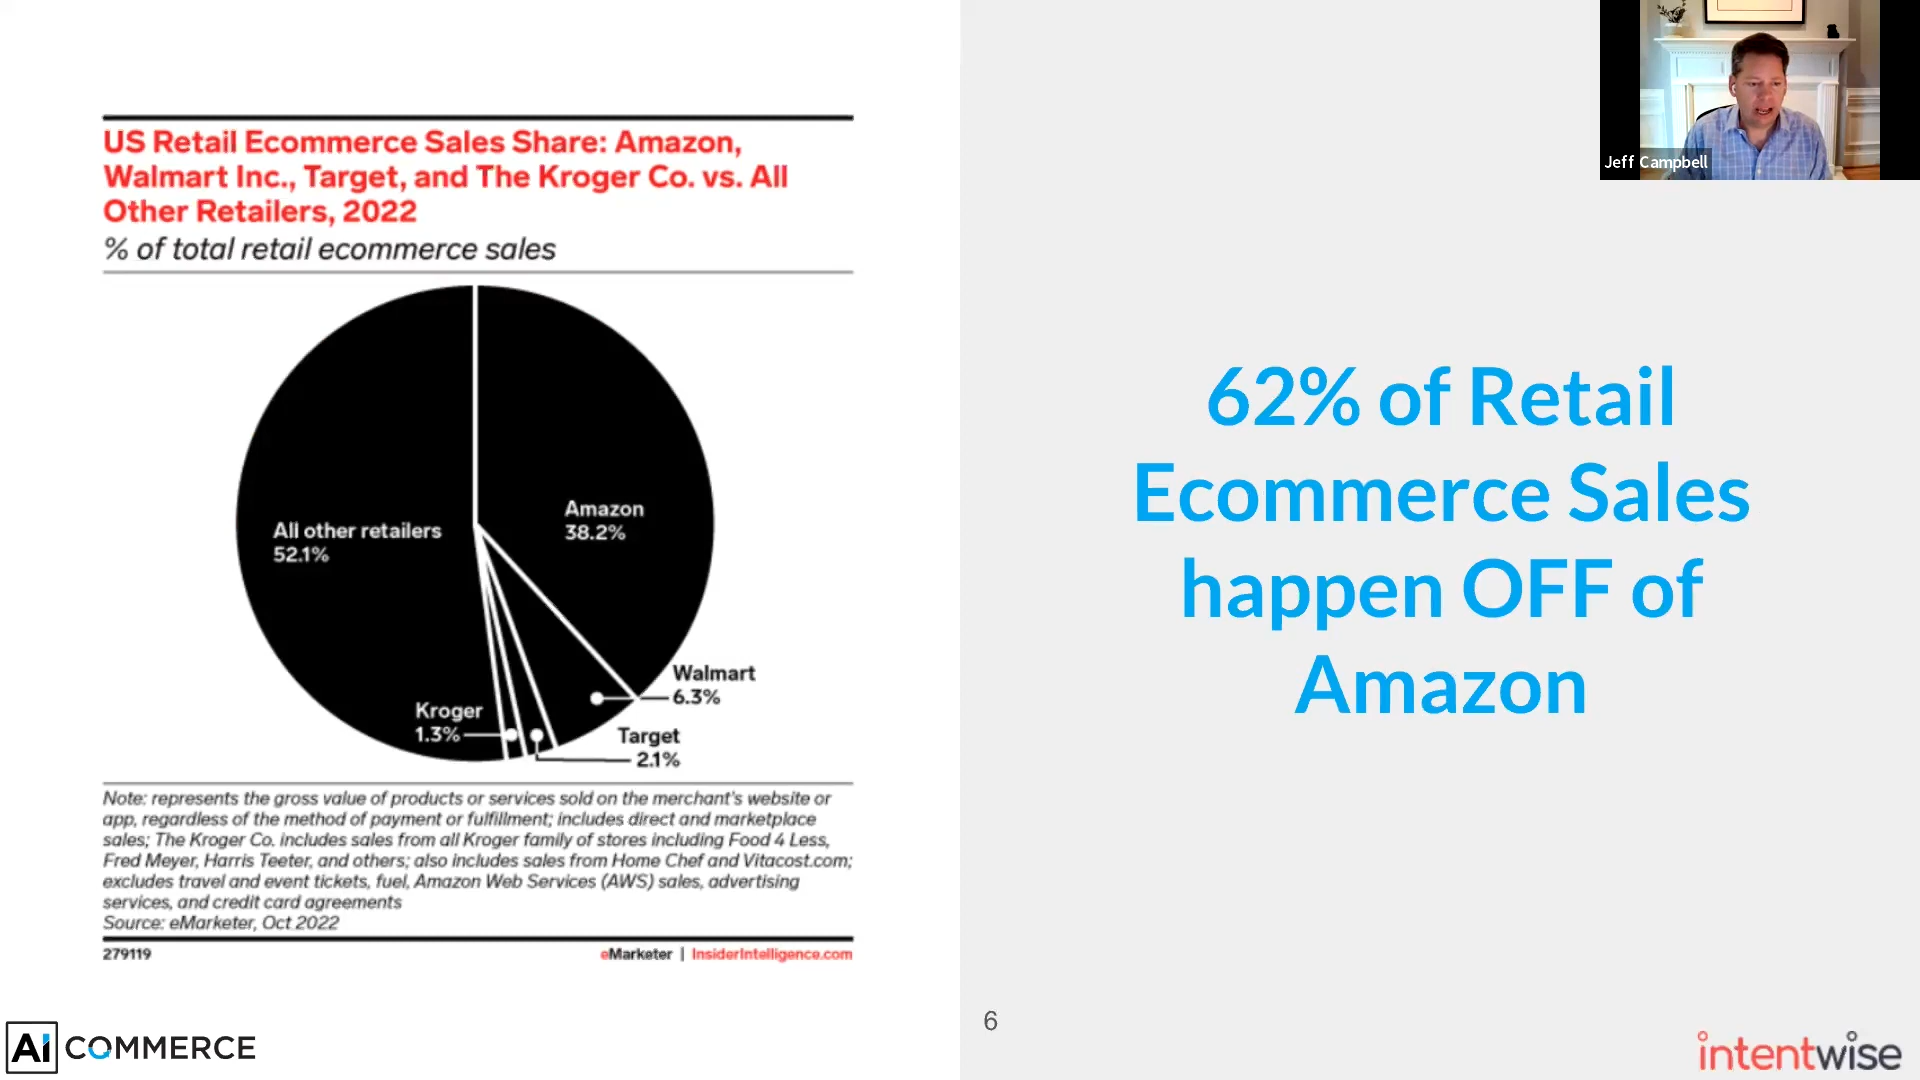 US Retail Ecommerce Sales Share: Amazon,
Walmart Inc., Target, and The Kroger Co. vs. All
Other Retailers, 2022
% of total retail ecommerce sales
All other retailers
52.1%
Amazon
38.2%
Walmart
6.3%
Kroger
1.3%
Target
2.1%
Note: represents the gross value of products or services sold on the merchant's website or
app, regardless of the method of payment or fulfillment; includes direct and marketplace
sales; The Kroger Co. includes sales from all Kroger family of stores including Food 4 Less,
Fred Meyer, Harris Teeter, and others; also includes sales from Home Chef and Vitacost.com;
excludes travel and event tickets, fuel, Amazon Web Services (AWS) sales, advertising
services, and credit card agreements
Source: eMarketer, Oct 2022
279119
eMarketer | InsiderIntelligence.com
Ai COMMERCE
Jeff Campbell
62% of Retail
Ecommerce Sales
happen OFF of
Amazon
6
intentwise